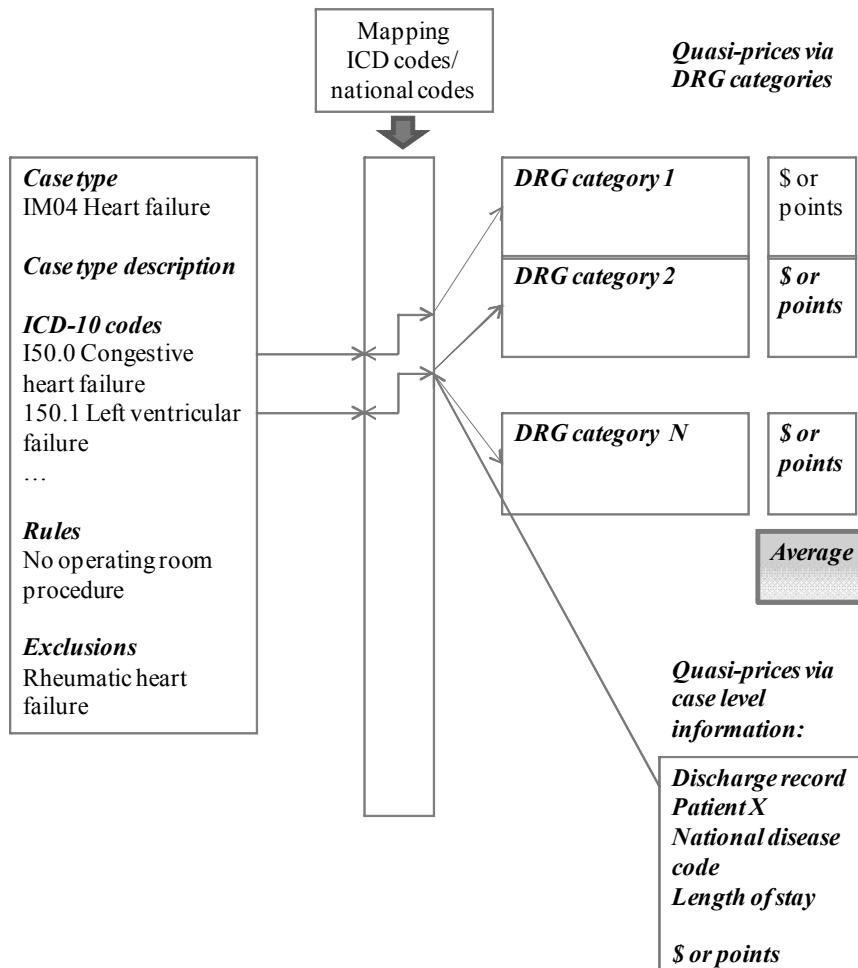 Mapping
ICD codes/
national codes
Quasi-prices via
DRG categories
Case type
IM04 Heart failure
Case type description
ICD-10 codes
I50.0 Congestive
heart failure
150.1 Left ventricular
failure
…
Rules
No operating room
procedure
Exclusions
Rheumatic heart
failure
DRG category 1
$ or
points
DRG category 2
$ or
points
DRG category N
$ or
points
Average
Quasi-prices via
case level
information:
Discharge record
Patient X
National disease
code
Length of stay
$ or points